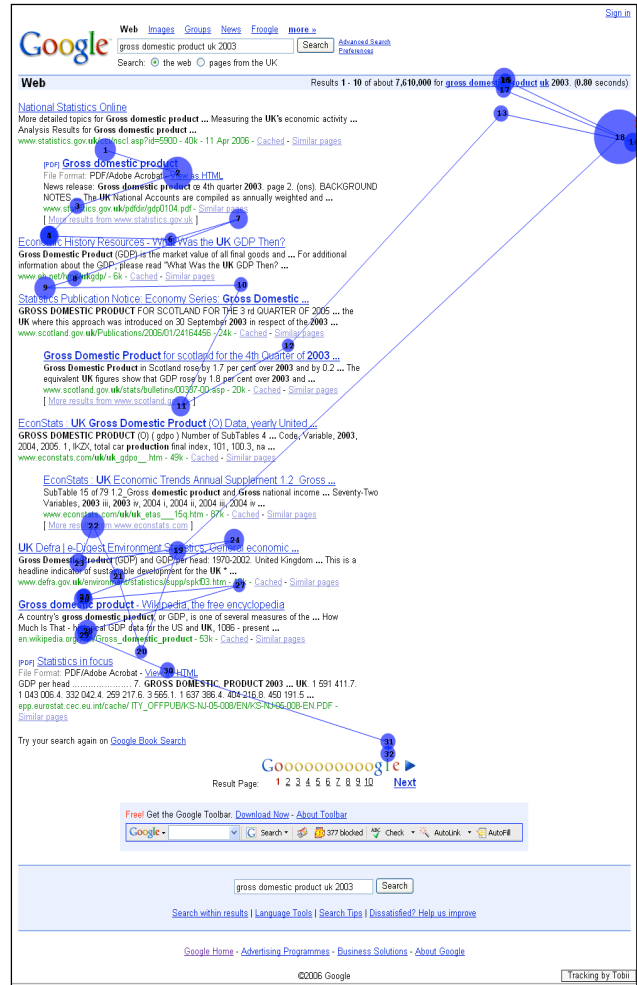 Sign in
Web Images Groups News Froogle more »
Google
gross domestic product uk 2003 Search Advanced Search
Preferences
Search: the web pages from the UK
Web Results 1 - 10 of about 7,610,000 for gross domestic product uk 2003. (0.80 seconds)
National Statistics Online
More detailed topics for Gross domestic product ... Measuring the UK's economic activity ...
Analysis Results for Gross domestic product ...
www.statistics.gov.uk/cci/nscl.asp?id=5900 - 40k - 11 Apr 2006 - Cached - Similar pages
[PDF] Gross domestic product
File Format: PDF/Adobe Acrobat - View as HTML
News release: Gross domestic product œ 4th quarter 2003. page 2. (ons). BACKGROUND
NOTES ... The UK National Accounts are compiled as annually weighted and ...
www.statistics.gov.uk/pdfdir/gdp0104.pdf - Similar pages
[ More results from www.statistics.gov.uk ]
Economic History Resources - What Was the UK GDP Then?
Gross Domestic Product (GDP) is the market value of all final goods and ... For additional
information about the GDP, please read "What Was the UK GDP Then? ...
www.eh.net/ ukgdp/ - 6k - Cached - Similar pages
Statistics Publication Notice: Economy Series: Gross Domestic ...
GROSS DOMESTIC PRODUCT FOR SCOTLAND FOR THE 3 rd QUARTER OF 2005 ... the
UK where this approach was introduced on 30 September 2003 in respect of the 2003 ...
www.scotland.gov.uk/Publications/2006/01/24164456 - 24k - Cached - Similar pages
Gross Domestic Product for scotland for the 4th Quarter of 2003 ...
Gross Domestic Product in Scotland rose by 1.7 per cent over 2003 and by 0.2 ... The
equivalent UK figures show that GDP rose by 1.8 per cent over 2003 and ...
www.scotland.gov.uk/stats/bulletins/00337-00.asp - 20k - Cached - Similar pages
[ More results from www.scotland.gov.uk ]
EconStats : UK Gross Domestic Product (O) Data, yearly United ...
GROSS DOMESTIC PRODUCT (O) ( gdpo ) Number of SubTables 4 ... Code, Variable, 2003,
2004, 2005. 1, IKZX, total car production final index, 101, 100.3, na ...
www.econstats.com/uk/uk_gdpo__.htm - 49k - Cached - Similar pages
EconStats : UK Economic Trends Annual Supplement 1.2_Gross ...
SubTable 15 of 79 1.2_Gross domestic product and Gross national income ... Seventy-Two
Variables, 2003 iii, 2003 iv, 2004 i, 2004 ii, 2004 iii, 2004 iv ...
www.econstats.com/uk/uk_etas___15q.htm - 87k - Cached - Similar pages
[ More results from www.econstats.com ]
UK Defra | e-Digest Environment Statistics, General economic ...
Gross Domestic Product (GDP) and GDP per head: 1970-2002. United Kingdom ... This is a
headline indicator of sustainable development for the UK " ...
www.defra.gov.uk/environment/statistics/supp/spkf03.htm - Cached - Similar pages
Gross domestic product - Wikipedia, the free encyclopedia
A country's gross domestic product, or GDP, is one of several measures of the ... How
Much Is That - historical GDP data for the US and UK, 1086 - present ...
en.wikipedia.org/wiki/Gross_domestic_product - 53k - Cached - Similar pages
[PDF] Statistics in focus
File Format: PDF/Adobe Acrobat - View as HTML
GDP per head ...................... 7. GROSS DOMESTIC PRODUCT 2003 ... UK. 1 591 411.7.
1 043 006.4. 332 042.4. 259 217.6. 3 565.1. 1 637 386.4. 404 216.8. 450 191.5 ...
epp.eurostat.cec.eu.int/cache/ ITY_OFFPUB/KS-NJ-05-008/EN/KS-NJ-05-008-EN.PDF -
Similar pages
Try your search again on Google Book Search
Goooooooooogle
Result Page: 1 2 3 4 5 6 7 8 9 10 Next
Free! Get the Google Toolbar. Download Now - About Toolbar
Google Search 377 blocked Check AutoLink AutoFill
gross domestic product uk 2003 Search
Search within results | Language Tools | Search Tips | Dissatisfied? Help us improve
Google Home - Advertising Programmes - Business Solutions - About Google
©2006 Google
Tracking by Tobii